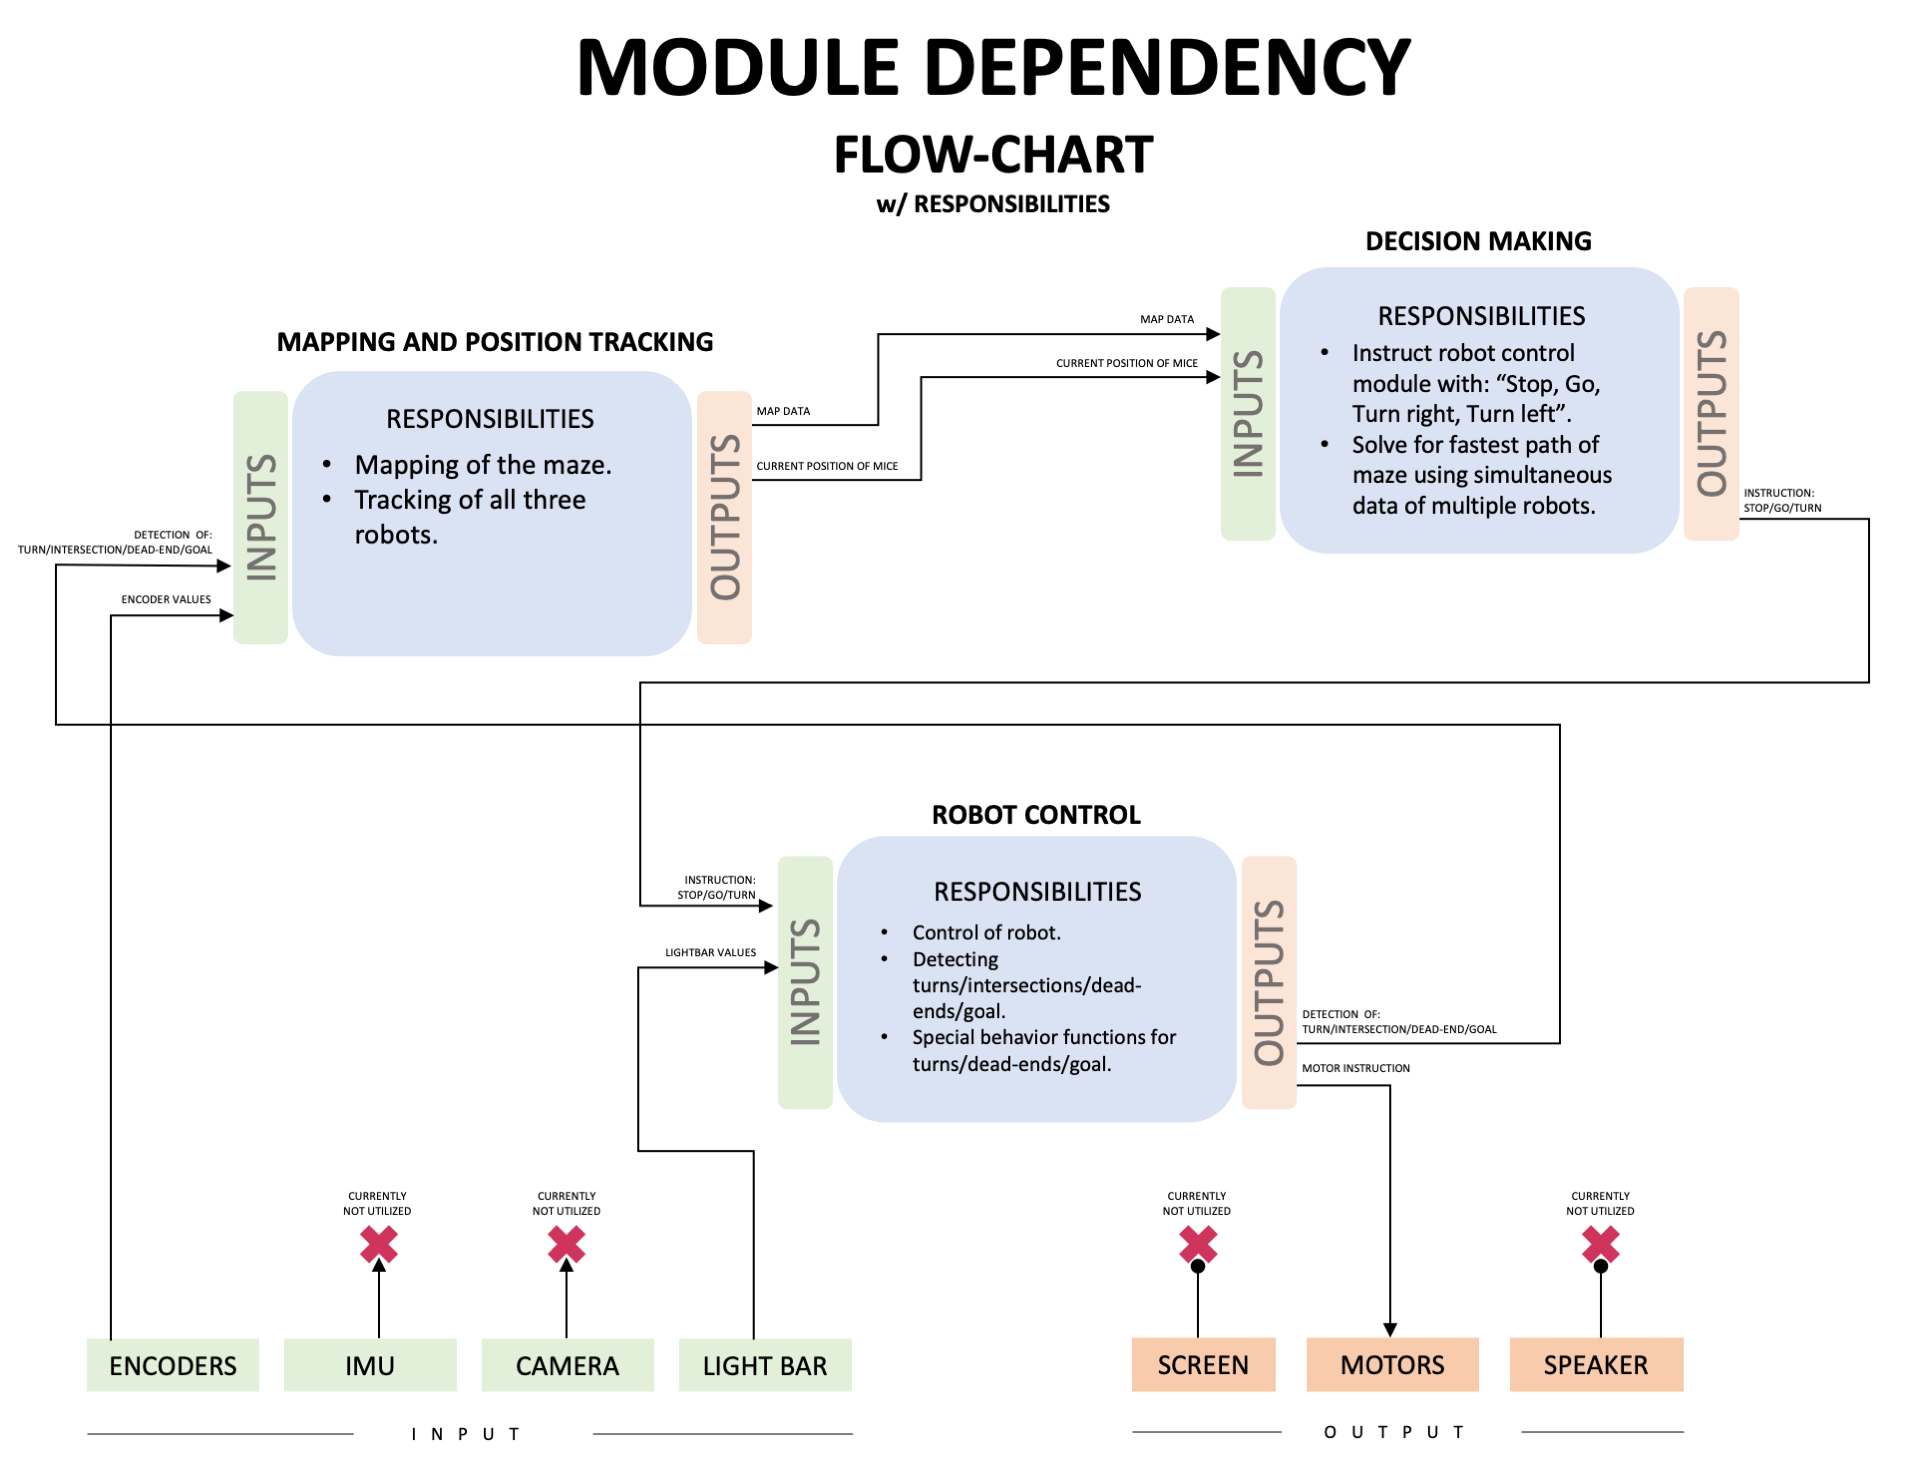 MODULE DEPENDENCY
FLOW-CHART
w/ RESPONSIBILITIES
MAPPING AND POSITION TRACKING
INPUTS
RESPONSIBILITIES
• Mapping of the maze.
• Tracking of all three
robots.
OUTPUTS
DETECTION OF:
TURN/INTERSECTION/DEAD-END/GOAL
ENCODER VALUES
MAP DATA
CURRENT POSITION OF MICE
DECISION MAKING
MAP DATA
CURRENT POSITION OF MICE
INPUTS
RESPONSIBILITIES
• Instruct robot control
module with: “Stop, Go,
Turn right, Turn left”.
• Solve for fastest path of
maze using simultaneous
data of multiple robots.
OUTPUTS
INSTRUCTION:
STOP/GO/TURN
ROBOT CONTROL
INSTRUCTION:
STOP/GO/TURN
LIGHTBAR VALUES
INPUTS
RESPONSIBILITIES
• Control of robot.
• Detecting
turns/intersections/dead-
ends/goal.
• Special behavior functions for
turns/dead-ends/goal.
OUTPUTS
DETECTION OF:
TURN/INTERSECTION/DEAD-END/GOAL
MOTOR INSTRUCTION
CURRENTLY
NOT UTILIZED
CURRENTLY
NOT UTILIZED
CURRENTLY
NOT UTILIZED
CURRENTLY
NOT UTILIZED
ENCODERS
IMU
CAMERA
LIGHT BAR
SCREEN
MOTORS
SPEAKER
INPUT
OUTPUT